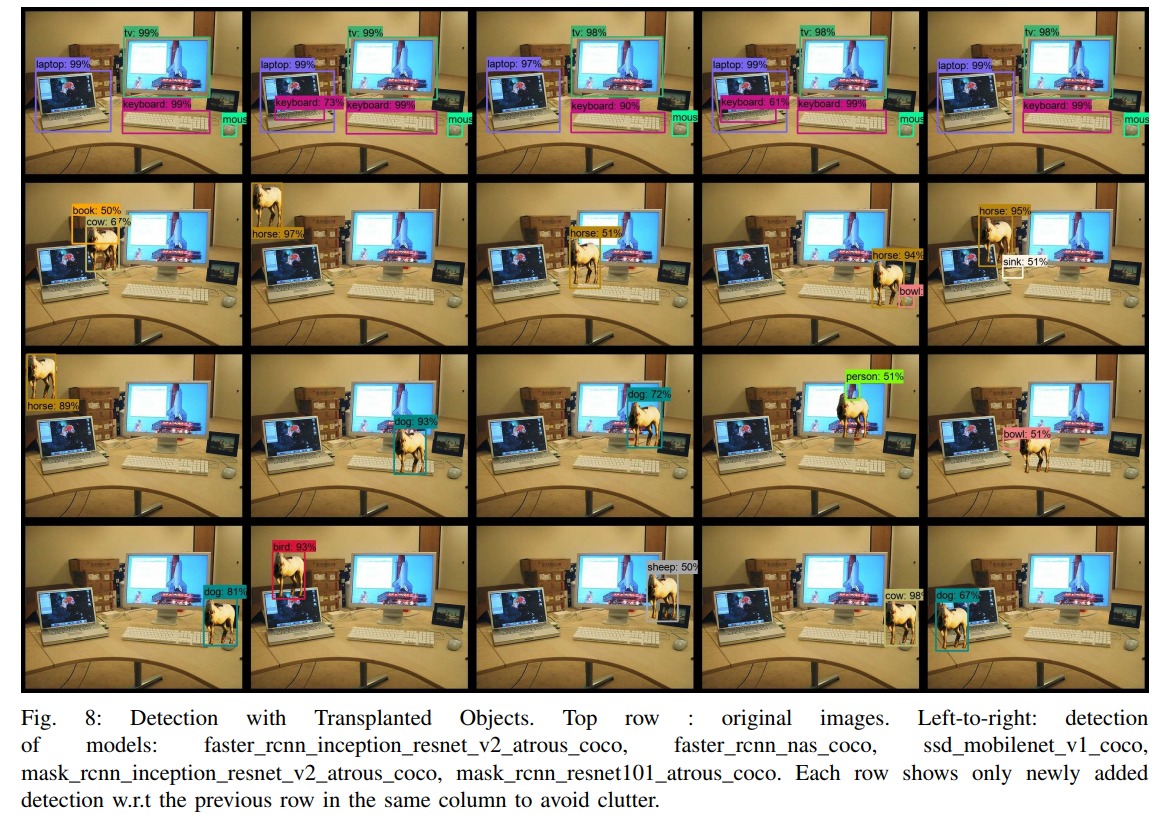 tv: 99%
laptop: 99%
keyboard: 99%
mous
tv: 99%
laptop: 99%
keyboard: 73%
keyboard: 99%
mous
tv: 98%
laptop: 97%
keyboard: 90%
mous
tv: 98%
laptop: 99%
keyboard: 61%
keyboard: 99%
mous
tv: 98%
laptop: 99%
keyboard: 99%
mous
book: 50%
cow: 67%
horse: 97%
horse: 51%
horse: 94%
bowl:
horse: 95%
sink: 51%
horse: 89%
dog: 93%
dog: 72%
person: 51%
bowl: 51%
dog: 81%
bird: 93%
sheep: 50%
cow: 98%
dog: 67%
Fig. 8: Detection with Transplanted Objects. Top row : original images. Left-to-right: detection
of models: faster_rcnn_inception_resnet_v2_atrous_coco, faster_rcnn_nas_coco, ssd_mobilenet_v1_coco,
mask_rcnn_inception_resnet_v2_atrous_coco, mask_rcnn_resnet101_atrous_coco. Each row shows only newly added
detection w.r.t the previous row in the same column to avoid clutter.